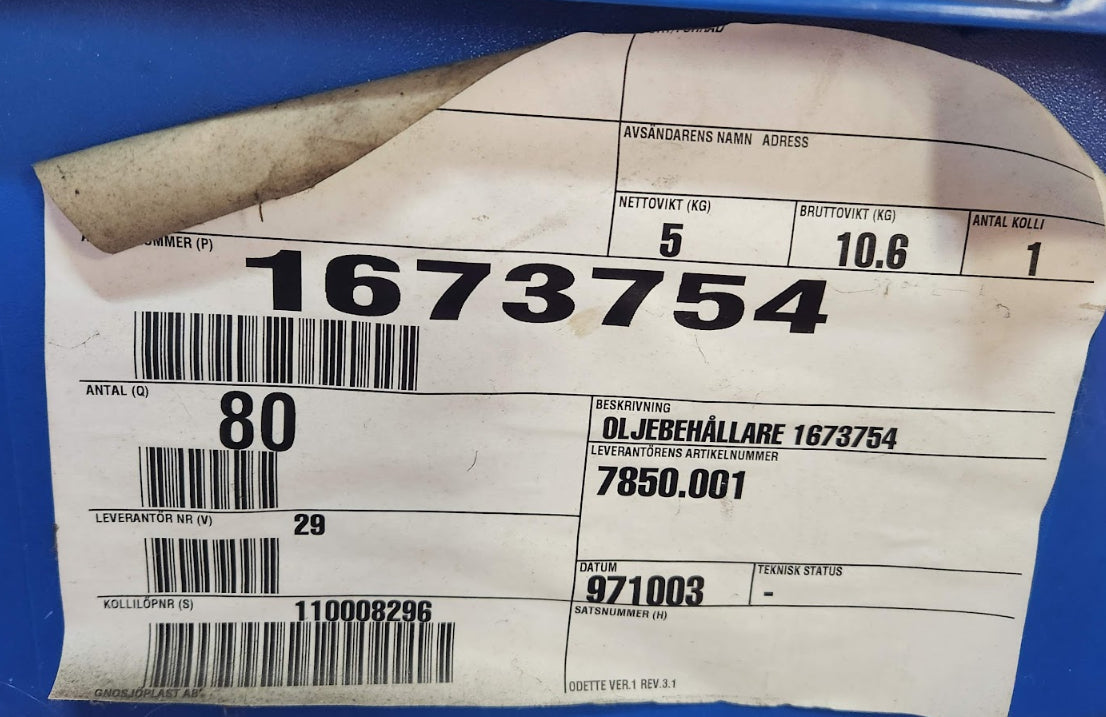 AVSÄNDARENS NAMN ADRESS
NETTOVIKT (KG)
5
BRUTTOVIKT (KG)
10.6
ANTAL KOLLI
1
(P)
1673754
ANTAL (Q)
80
BESKRIVNING
OLJEBEHÅLLARE 1673754
LEVERANTÖRENS ARTIKELNUMMER
7850.001
LEVERANTÖR NR (V)
29
DATUM
971003
TEKNISK STATUS
-
KOLLILÖPNR (S)
110008296
SATSNUMMER (H)
GNOSJÖPLAST AB
ODETTE VER.1 REV.3.1